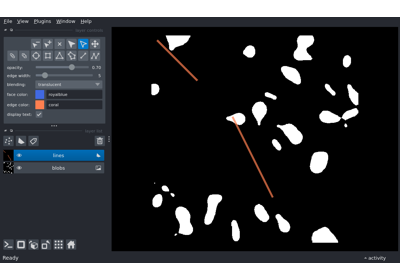 File View Plugins Window Help
opacity: 0.70
edge width: 5
blending: translucent
face color: royalblue
edge color: coral
display text: ✓
lines
blobs
Ready
activity